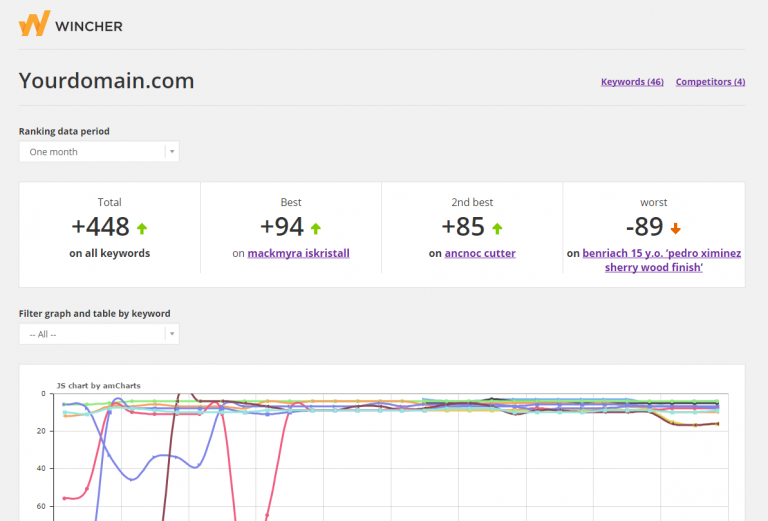 WINCHER
Yourdomain.com
Keywords (46) Competitors (4)
Ranking data period
One month
Total
+448
on all keywords
Best
+94
on mackmyra iskristall
2nd best
+85
on ancnoc cutter
worst
-89
on benriach 15 y.o. ‘pedro ximinez
sherry wood finish’
Filter graph and table by keyword
-- All --
JS chart by amCharts
0
20
40
60